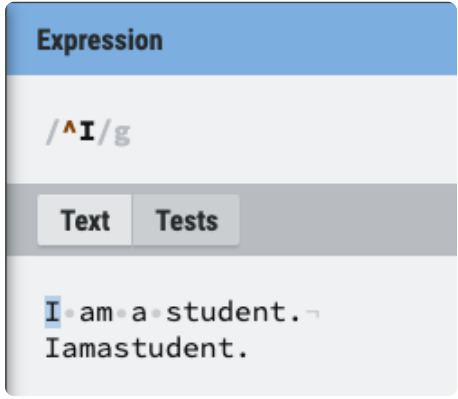 Expression
/^I/g
Text Tests
I am a student.
Iamastudent.